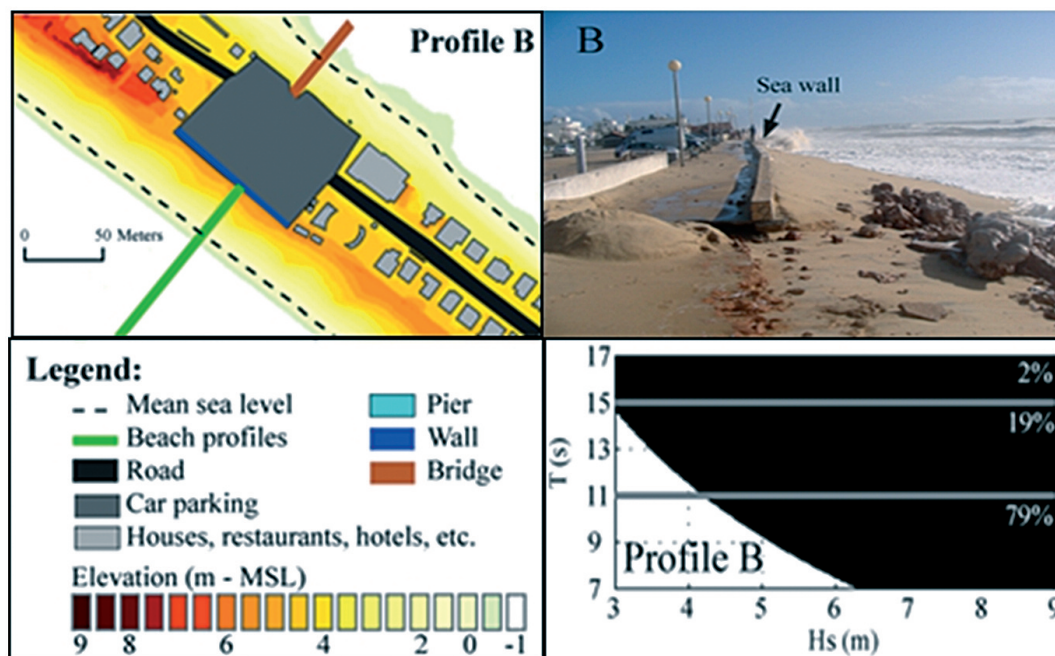 Profile B
0 50 Meters
B
Sea wall
Legend:
Mean sea level
Beach profiles
Road
Car parking
Houses, restaurants, hotels, etc.
Pier
Wall
Bridge
Elevation (m - MSL)
9 8 6 4 2 0 -1
17
15
13
11
9
7
T (s)
2%
19%
79%
Profile B
3 4 5 6 7 8 9
Hs (m)